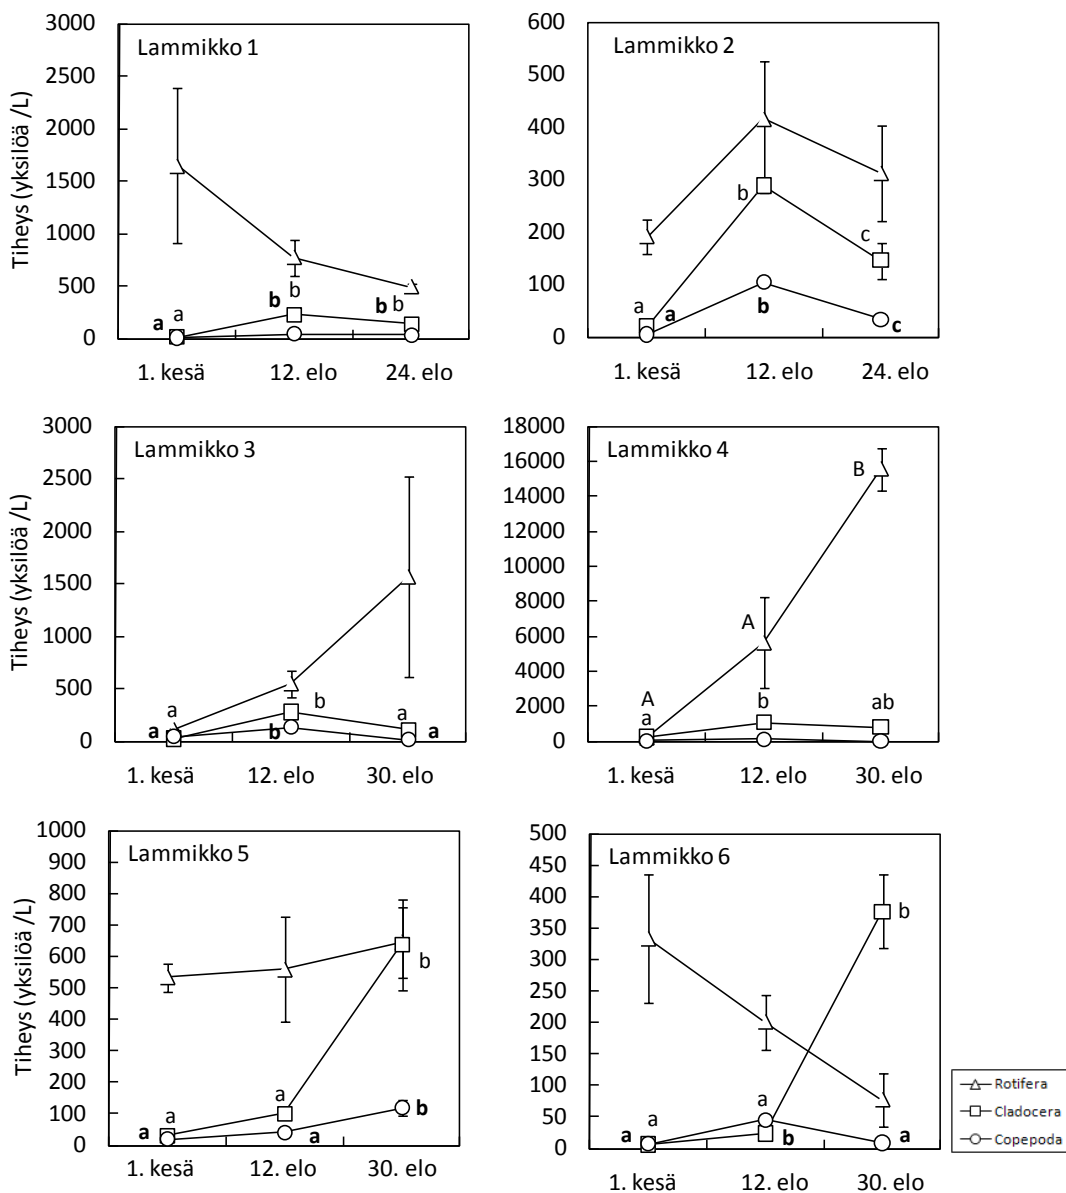 Lammikko 1
Tiheys (yksilöä /L)
3000
2500
2000
1500
1000
500
0
a
a
b
b
b
b
1. kesä 12. elo 24. elo
Lammikko 2
600
500
400
300
200
100
0
a
a
b
b
c
c
1. kesä 12. elo 24. elo
Lammikko 3
Tiheys (yksilöä /L)
3000
2500
2000
1500
1000
500
0
a
a
b
b
a
a
1. kesä 12. elo 30. elo
Lammikko 4
18000
16000
14000
12000
10000
8000
6000
4000
2000
0
A
a
A
b
B
ab
1. kesä 12. elo 30. elo
Lammikko 5
Tiheys (yksilöä /L)
1000
900
800
700
600
500
400
300
200
100
0
a
a
a
a
b
b
1. kesä 12. elo 30. elo
Lammikko 6
500
450
400
350
300
250
200
150
100
50
0
a
a
a
b
b
a
1. kesä 12. elo 30. elo
Rotifera
Cladocera
Copepoda